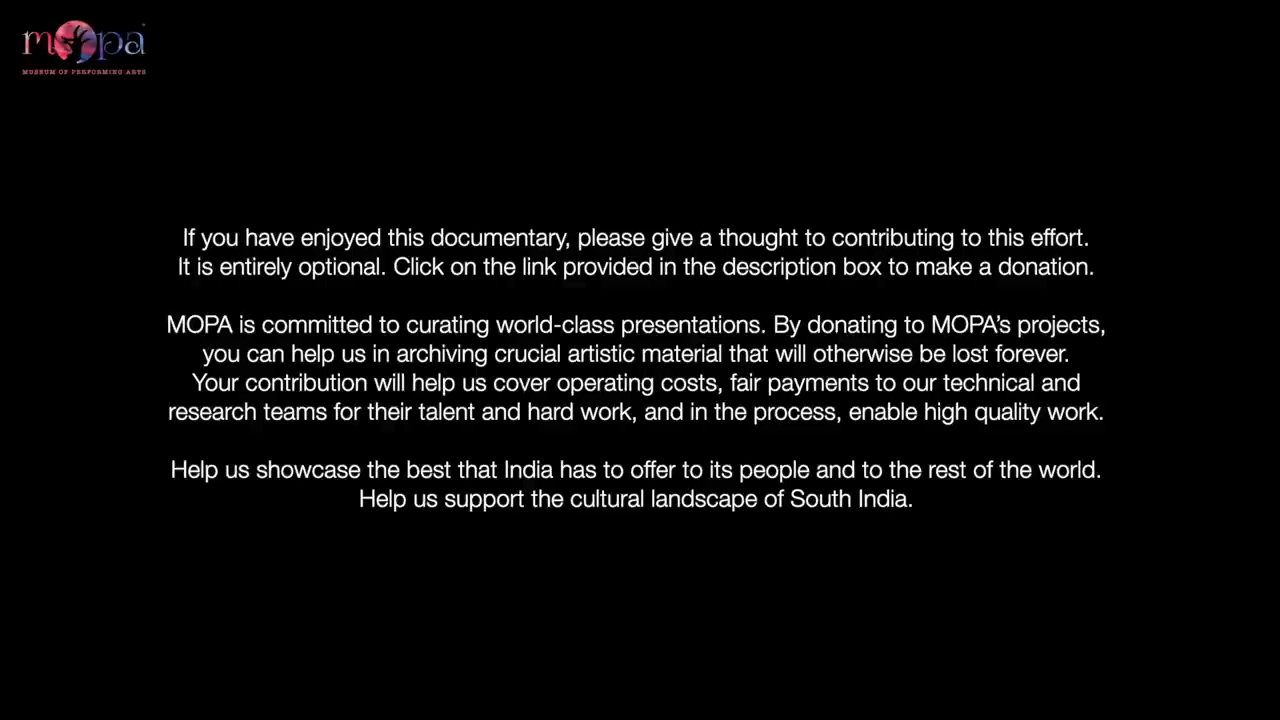 mopa
MUSEUM OF PERFORMING ARTS
If you have enjoyed this documentary, please give a thought to contributing to this effort.
It is entirely optional. Click on the link provided in the description box to make a donation.
MOPA is committed to curating world-class presentations. By donating to MOPA's projects,
you can help us in archiving crucial artistic material that will otherwise be lost forever.
Your contribution will help us cover operating costs, fair payments to our technical and
research teams for their talent and hard work, and in the process, enable high quality work.
Help us showcase the best that India has to offer to its people and to the rest of the world.
Help us support the cultural landscape of South India.